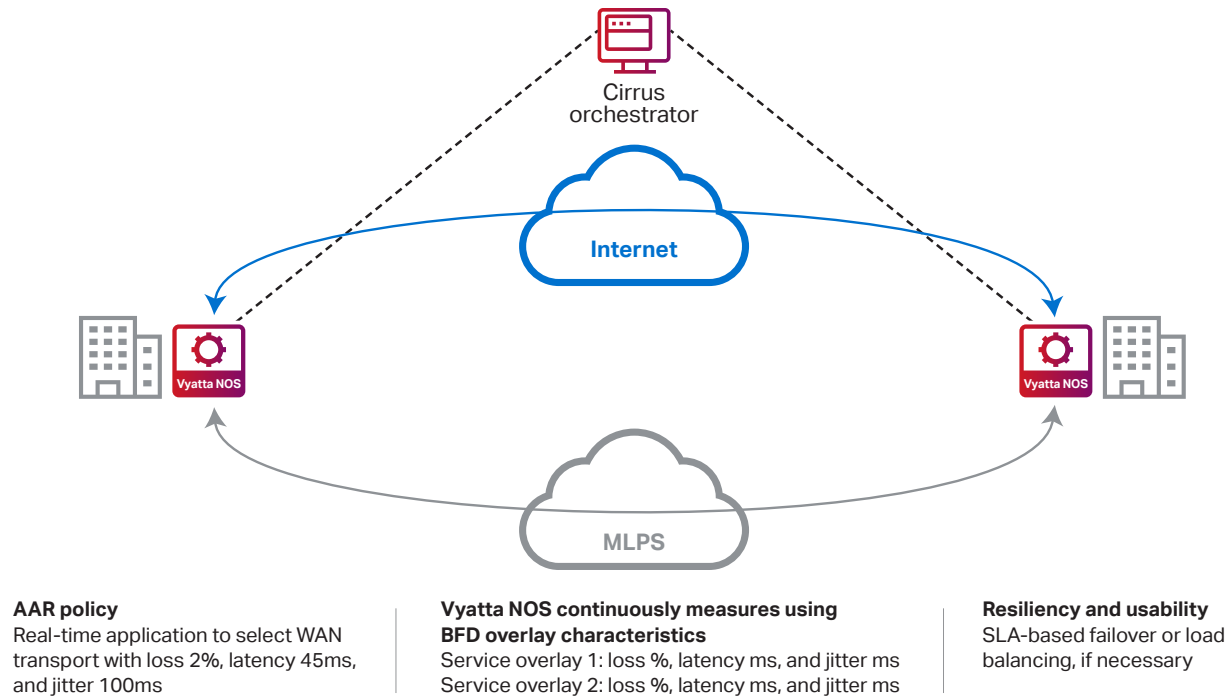 Cirrus
orchestrator
Internet
Vyatta NOS
Vyatta NOS
MLPS
AAR policy
Real-time application to select WAN
transport with loss 2%, latency 45ms,
and jitter 100ms
Vyatta NOS continuously measures using
BFD overlay characteristics
Service overlay 1: loss %, latency ms, and jitter ms
Service overlay 2: loss %, latency ms, and jitter ms
Resiliency and usability
SLA-based failover or load
balancing, if necessary